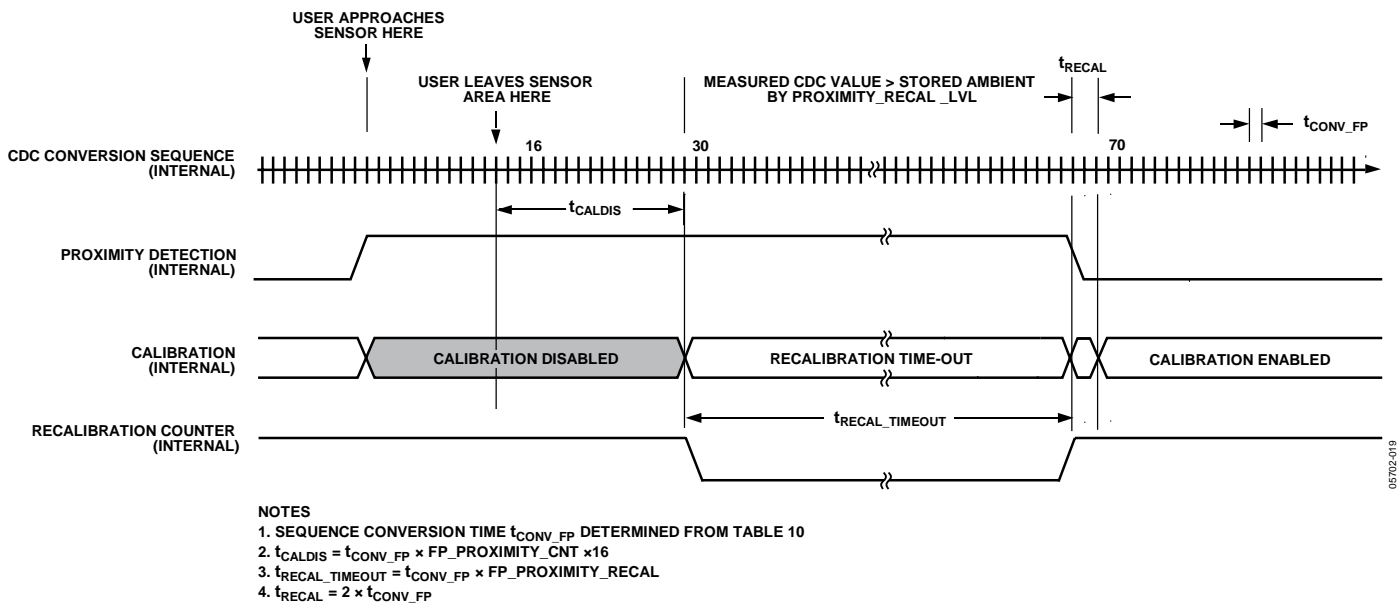 USER APPROACHES
SENSOR HERE
USER LEAVES SENSOR
AREA HERE
MEASURED CDC VALUE > STORED AMBIENT
BY PROXIMITY_RECAL _LVL
tRECAL
tCONV_FP
CDC CONVERSION SEQUENCE
(INTERNAL)
16
30
70
tCALDIS
PROXIMITY DETECTION
(INTERNAL)
CALIBRATION
(INTERNAL)
CALIBRATION DISABLED
RECALIBRATION TIME-OUT
CALIBRATION ENABLED
tRECAL_TIMEOUT
RECALIBRATION COUNTER
(INTERNAL)
NOTES
1. SEQUENCE CONVERSION TIME tCONV_FP DETERMINED FROM TABLE 10
2. tCALDIS = tCONV_FP × FP_PROXIMITY_CNT ×16
3. tRECAL_TIMEOUT = tCONV_FP × FP_PROXIMITY_RECAL
4. tRECAL = 2 × tCONV_FP
05702-019